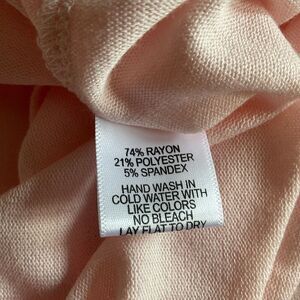 74% RAYON
21% POLYESTER
5% SPANDEX
HAND WASH IN
COLD WATER WITH
LIKE COLORS
NO BLEACH
LAY FLAT TO DRY